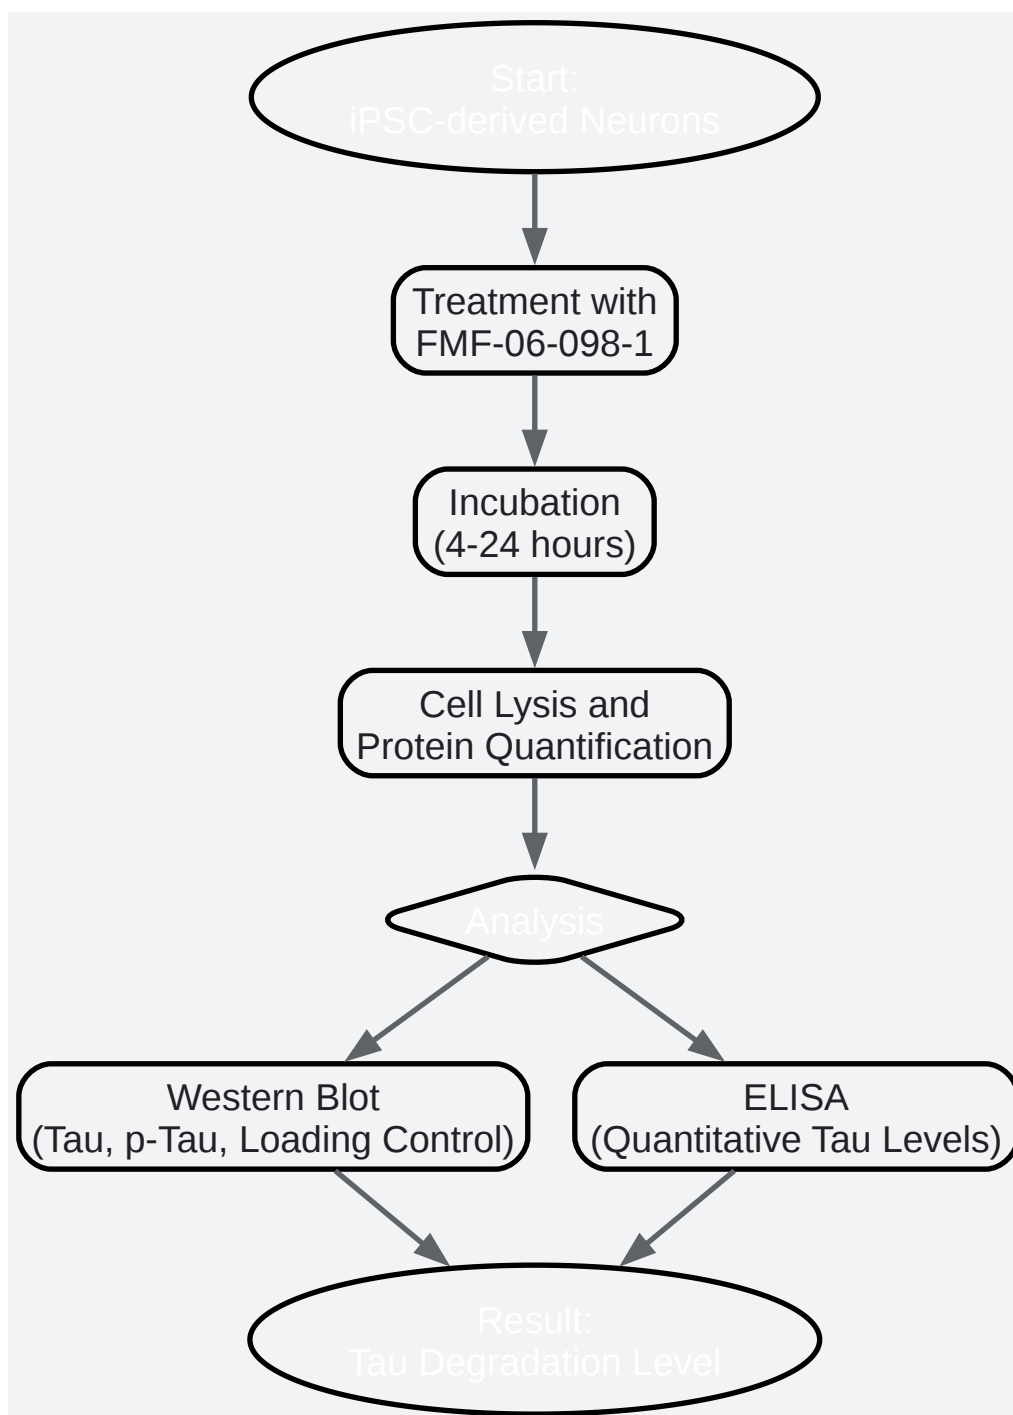 Start:
iPSC-derived Neurons
Treatment with
FMF-06-098-1
Incubation
(4-24 hours)
Cell Lysis and
Protein Quantification
Analysis
Western Blot
(Tau, p-Tau, Loading Control)
ELISA
(Quantitative Tau Levels)
Result:
Tau Degradation Level